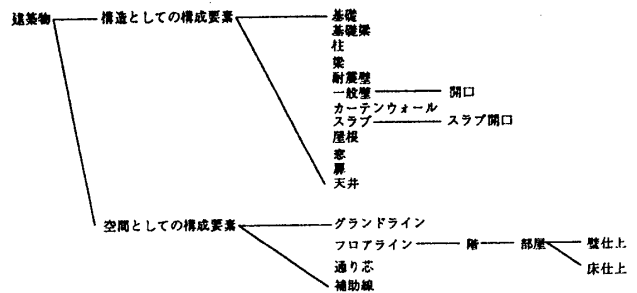 建築物
構造としての構成要素
基礎
基礎梁
柱
梁
耐震壁
一般壁 開口
カーテンウォール
スラブ スラブ開口
屋根
窓
扉
天井
空間としての構成要素
グランドライン
フロアライン 階 部屋 壁仕上
床仕上
通り芯
補助線